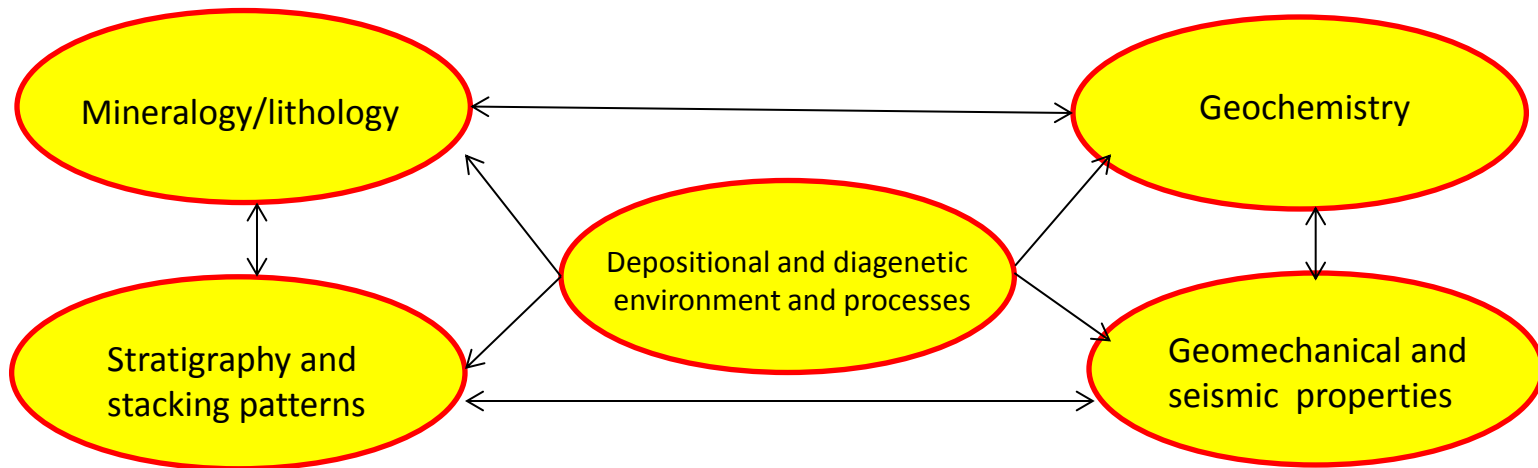 Mineralogy/lithology
Geochemistry
Depositional and diagenetic
environment and processes
Stratigraphy and
stacking patterns
Geomechanical and
seismic properties